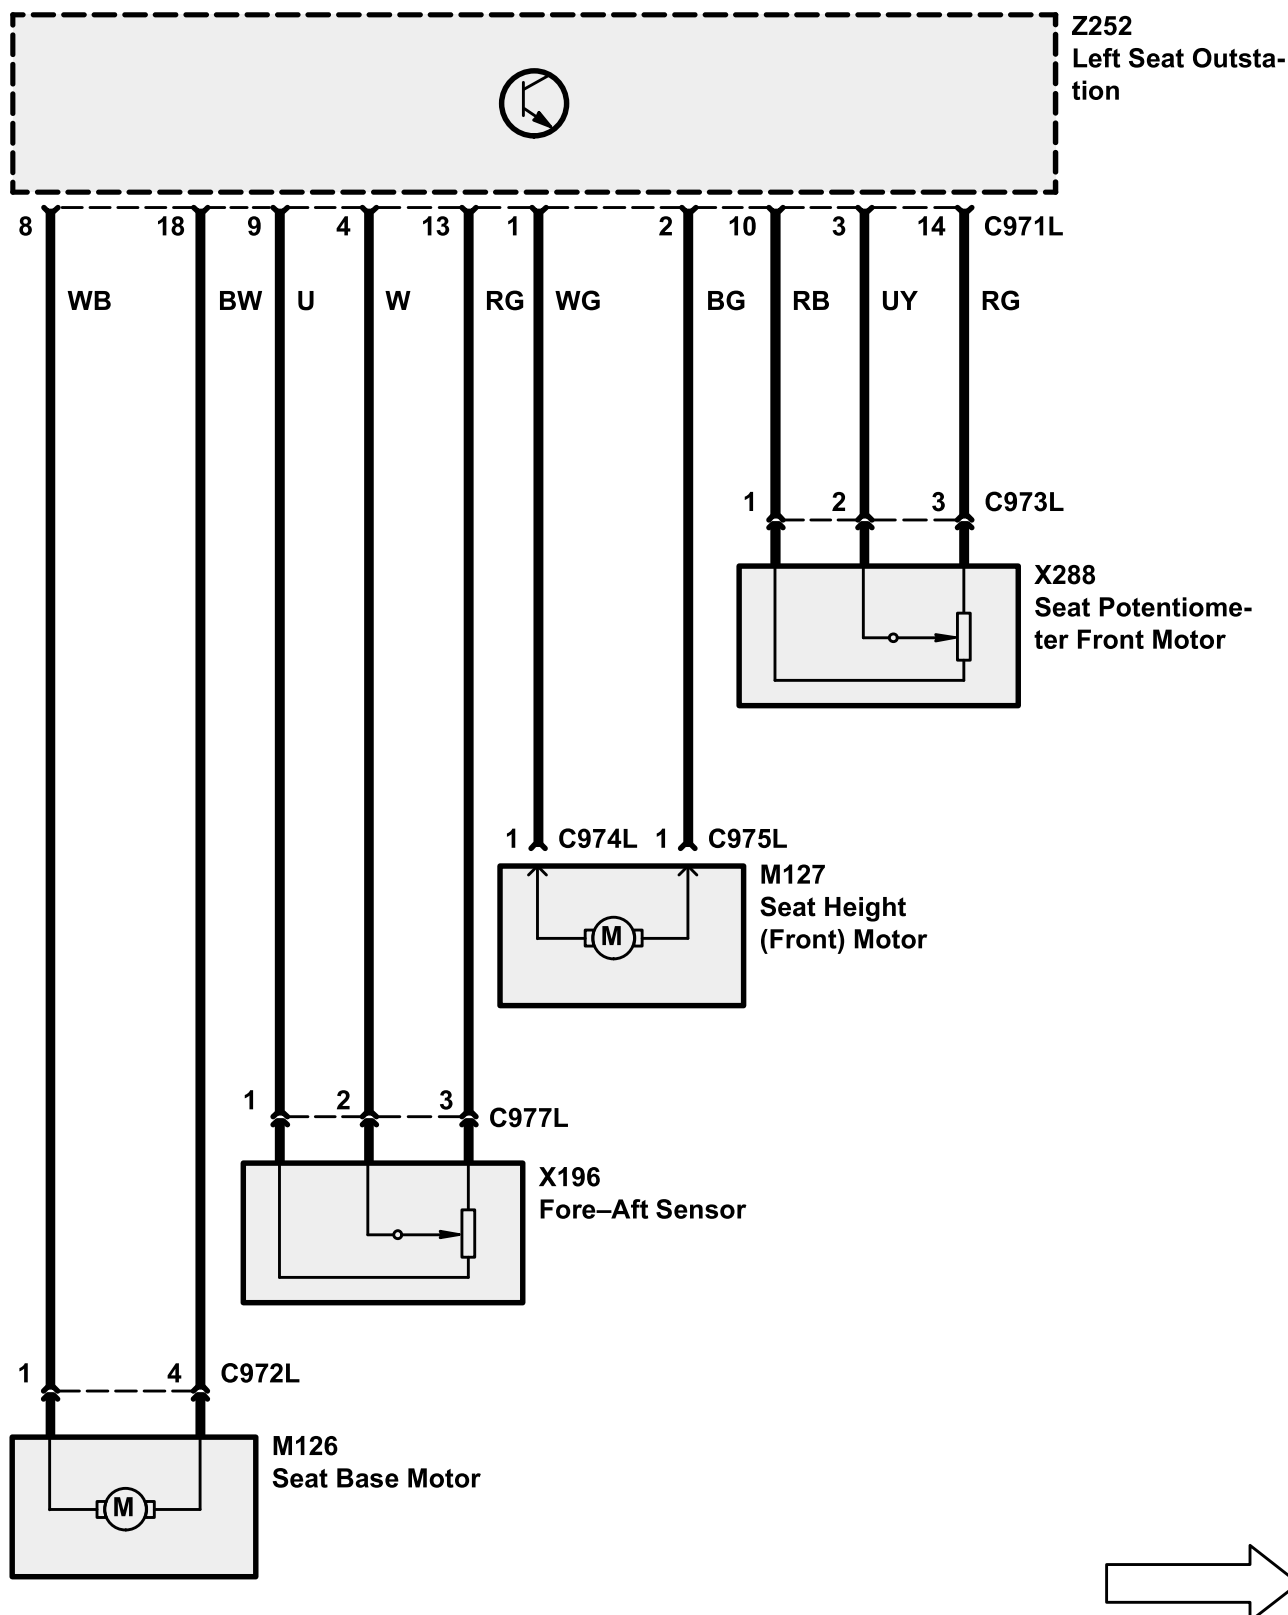 Z252
Left Seat Outsta-
tion
8 18 9 4 13 1 2 10 3 14 C971L
WB BW U W RG WG BG RB UY RG
1 2 3 C973L
X288
Seat Potentiome-
ter Front Motor
1 C974L 1 C975L
M127
Seat Height
(Front) Motor
M
1 2 3 C977L
X196
Fore–Aft Sensor
1 4 C972L
M126
Seat Base Motor
M